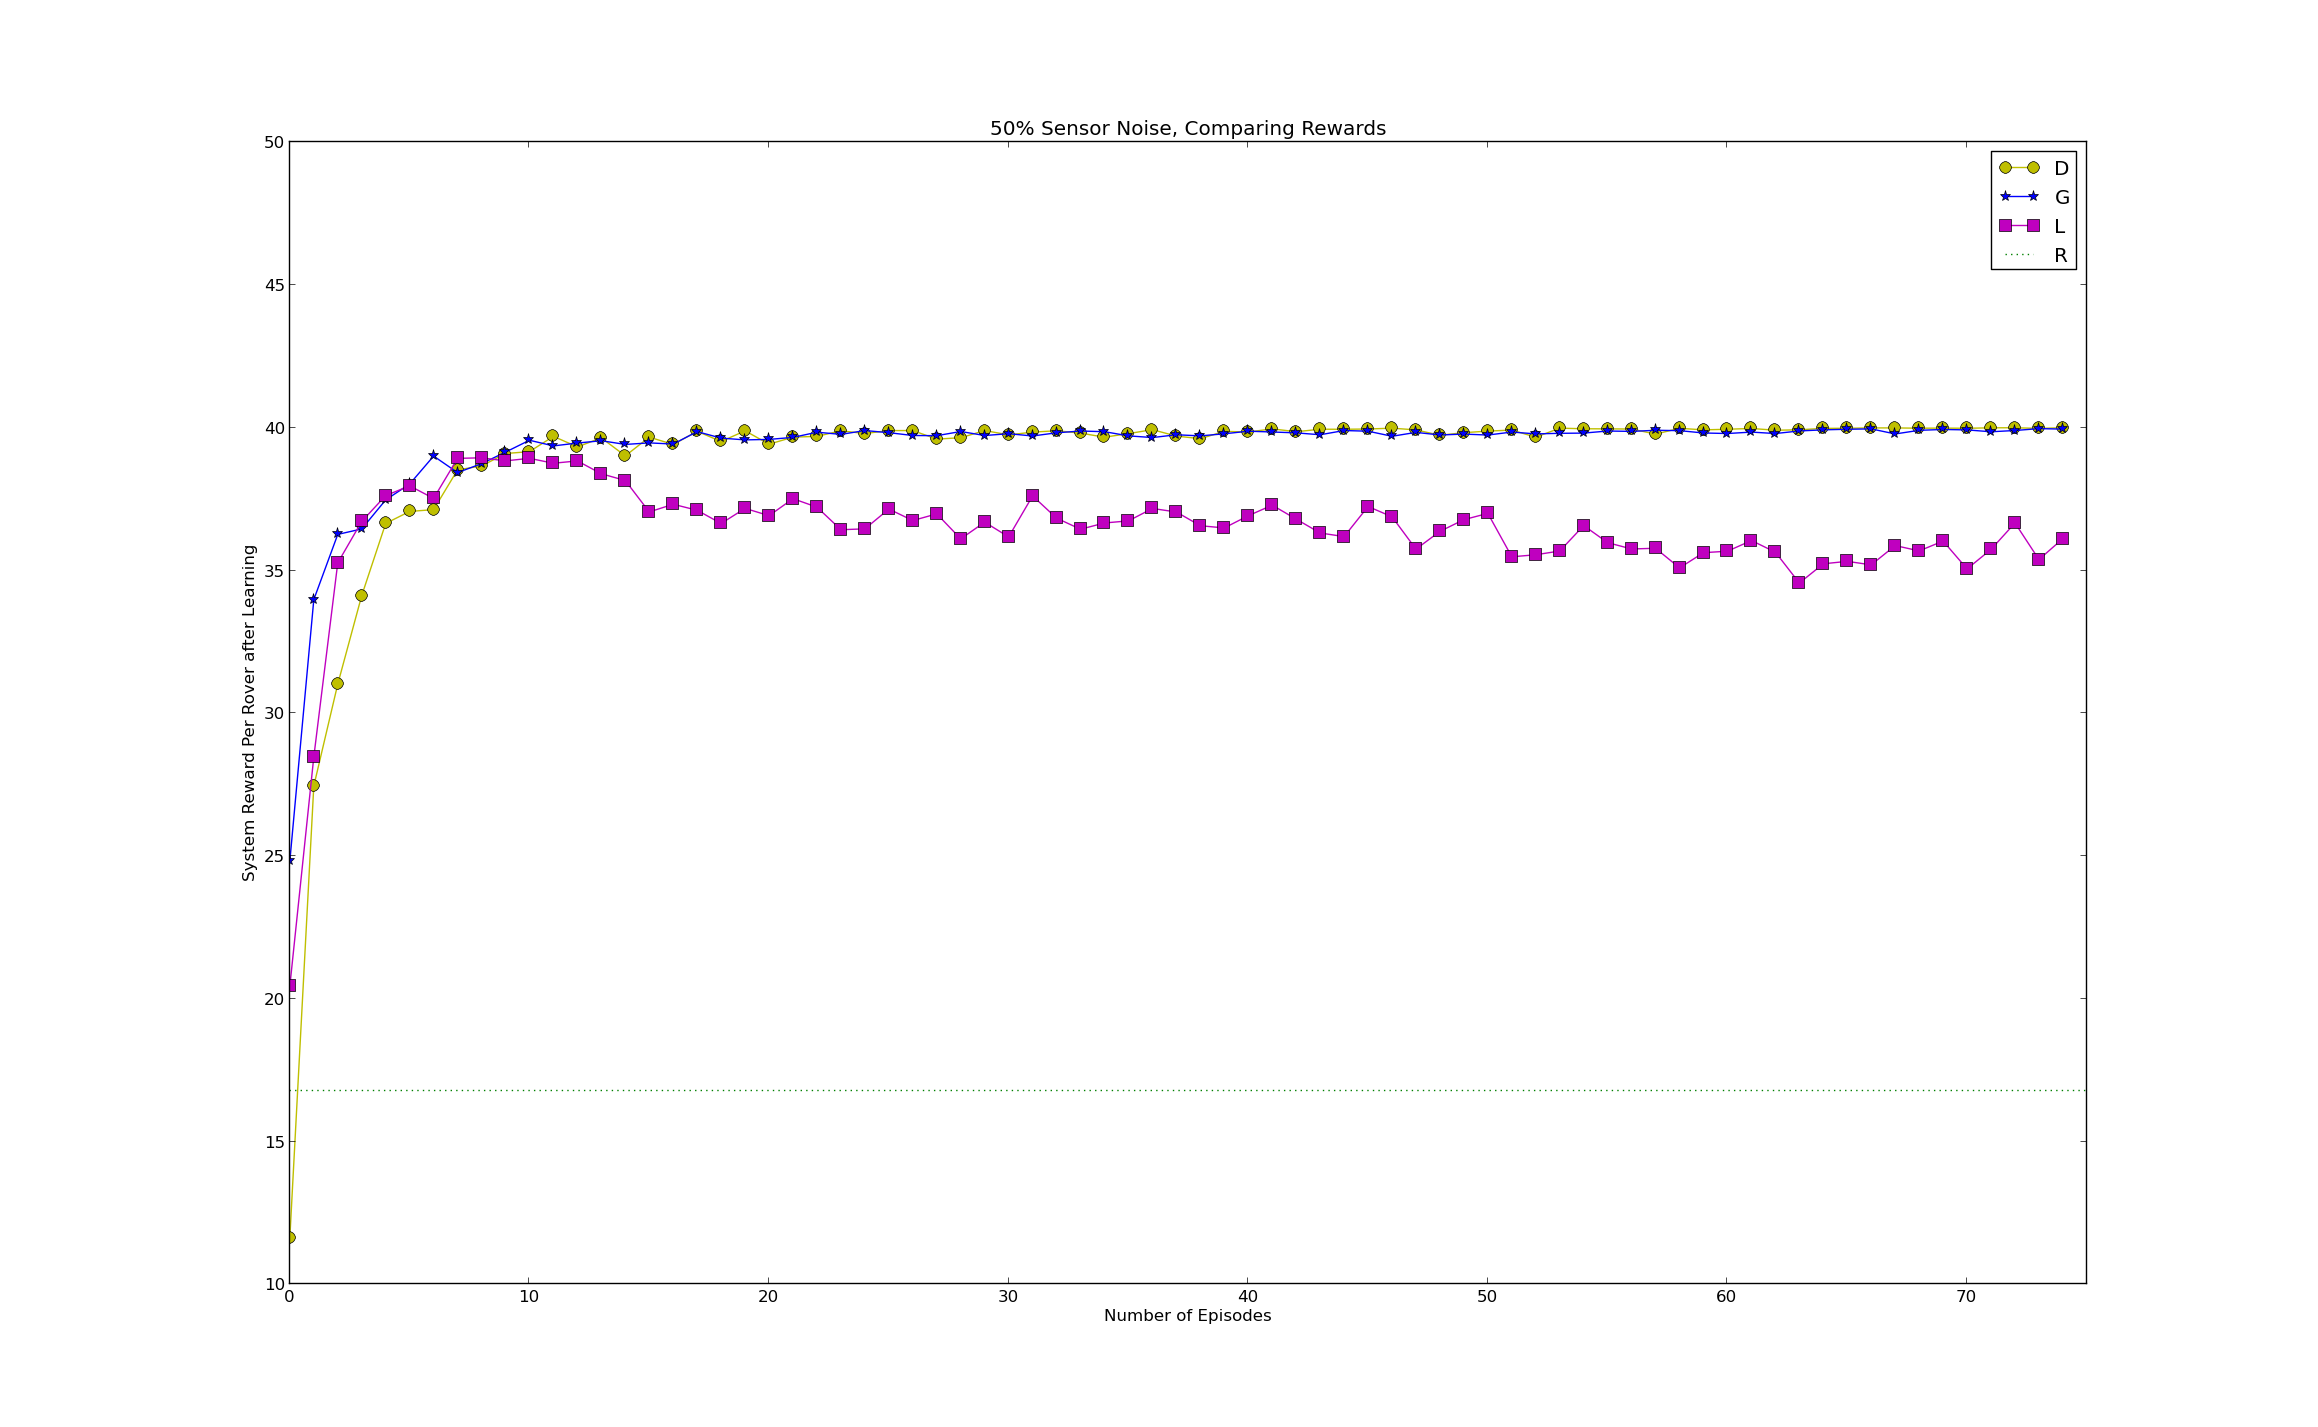 50% Sensor Noise, Comparing Rewards
50
45
40
35
30
25
20
15
10
System Reward Per Rover after Learning
D
G
L
R
0 10 20 30 40 50 60 70
Number of Episodes